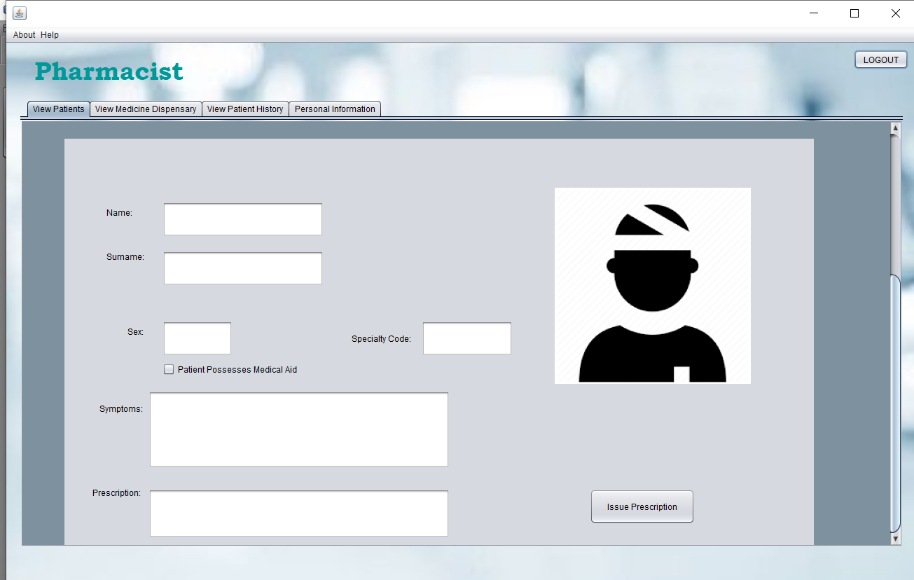 About Help
Pharmacist
LOGOUT
View Patients View Medicine Dispensary View Patient History Personal Information
Name:
Surname:
Sex:
Specialty Code:
Patient Possesses Medical Aid
Symptoms:
Prescription:
Issue Prescription